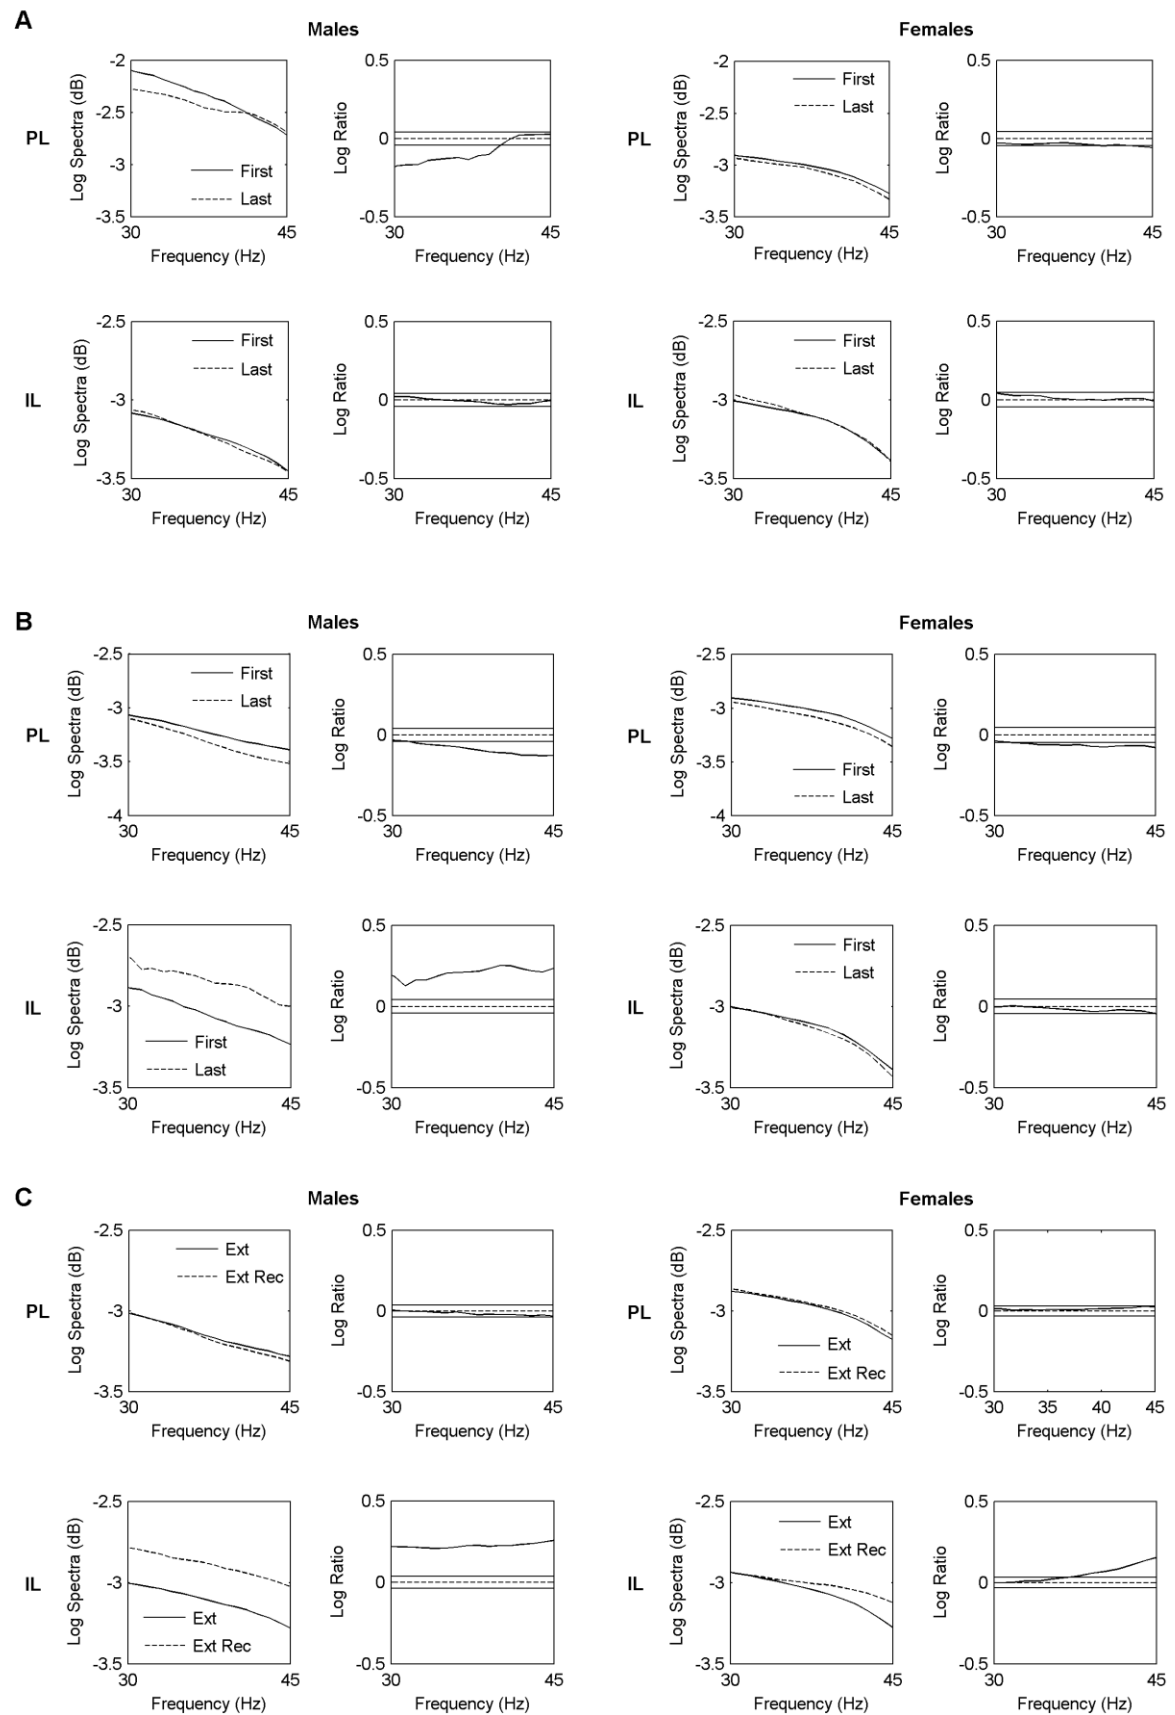 A
Males
Females
PL
Log Spectra (dB)
-2
-2.5
-3
-3.5
First
Last
30
45
Frequency (Hz)
Log Ratio
0.5
0
-0.5
30
45
Frequency (Hz)
PL
Log Spectra (dB)
-2
-2.5
-3
-3.5
First
Last
30
45
Frequency (Hz)
Log Ratio
0.5
0
-0.5
30
45
Frequency (Hz)
IL
Log Spectra (dB)
-2.5
-3
-3.5
First
Last
30
45
Frequency (Hz)
Log Ratio
0.5
0
-0.5
30
45
Frequency (Hz)
IL
Log Spectra (dB)
-2.5
-3
-3.5
First
Last
30
45
Frequency (Hz)
Log Ratio
0.5
0
-0.5
30
45
Frequency (Hz)
B
Males
Females
PL
Log Spectra (dB)
-2.5
-3
-3.5
-4
First
Last
30
45
Frequency (Hz)
Log Ratio
0.5
0
-0.5
30
45
Frequency (Hz)
PL
Log Spectra (dB)
-2.5
-3
-3.5
-4
First
Last
30
45
Frequency (Hz)
Log Ratio
0.5
0
-0.5
30
45
Frequency (Hz)
IL
Log Spectra (dB)
-2.5
-3
-3.5
First
Last
30
45
Frequency (Hz)
Log Ratio
0.5
0
-0.5
30
45
Frequency (Hz)
IL
Log Spectra (dB)
-2.5
-3
-3.5
First
Last
30
45
Frequency (Hz)
Log Ratio
0.5
0
-0.5
30
45
Frequency (Hz)
C
Males
Females
PL
Log Spectra (dB)
-2.5
-3
-3.5
Ext
Ext Rec
30
45
Frequency (Hz)
Log Ratio
0.5
0
-0.5
30
45
Frequency (Hz)
PL
Log Spectra (dB)
-2.5
-3
-3.5
Ext
Ext Rec
30
45
Frequency (Hz)
Log Ratio
0.5
0
-0.5
30
35
40
45
Frequency (Hz)
IL
Log Spectra (dB)
-2.5
-3
-3.5
Ext
Ext Rec
30
45
Frequency (Hz)
Log Ratio
0.5
0
-0.5
30
45
Frequency (Hz)
IL
Log Spectra (dB)
-2.5
-3
-3.5
Ext
Ext Rec
30
45
Frequency (Hz)
Log Ratio
0.5
0
-0.5
30
45
Frequency (Hz)